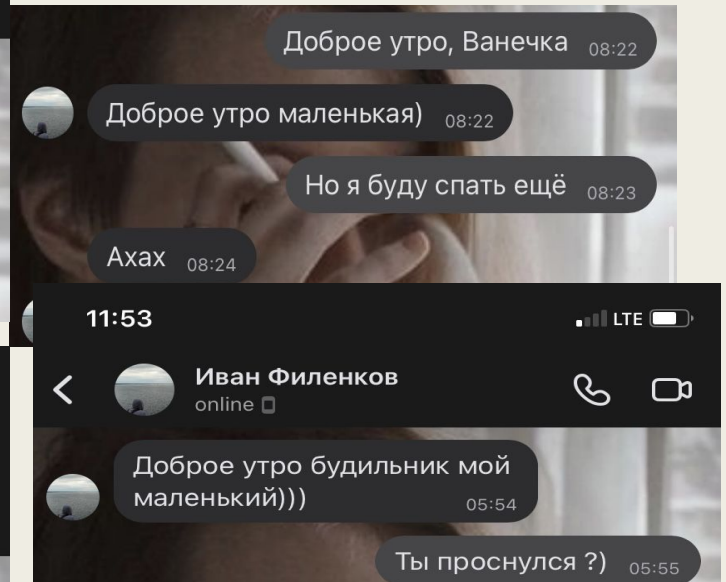 Доброе утро, Ванечка 08:22
Доброе утро маленькая) 08:22
Но я буду спать ещё 08:23
Ахах 08:24
11:53 LTE
Иван Филенков
online
Доброе утро будильник мой
маленький))) 05:54
Ты проснулся ?) 05:55